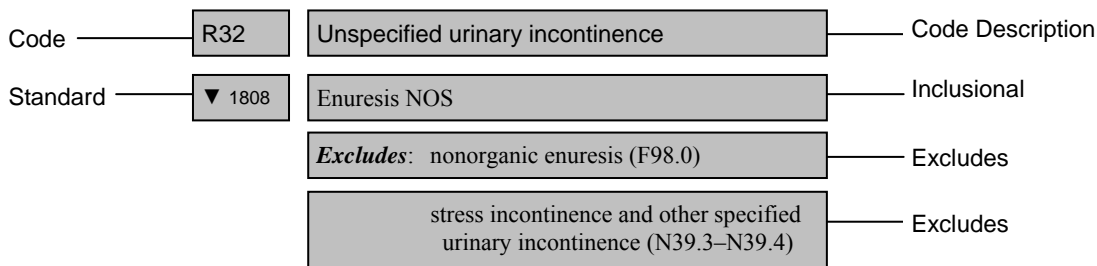 Code R32 Unspecified urinary incontinence Code Description
Standard ▼ 1808 Enuresis NOS Inclusional
Excludes: nonorganic enuresis (F98.0) Excludes
stress incontinence and other specified
urinary incontinence (N39.3–N39.4) Excludes